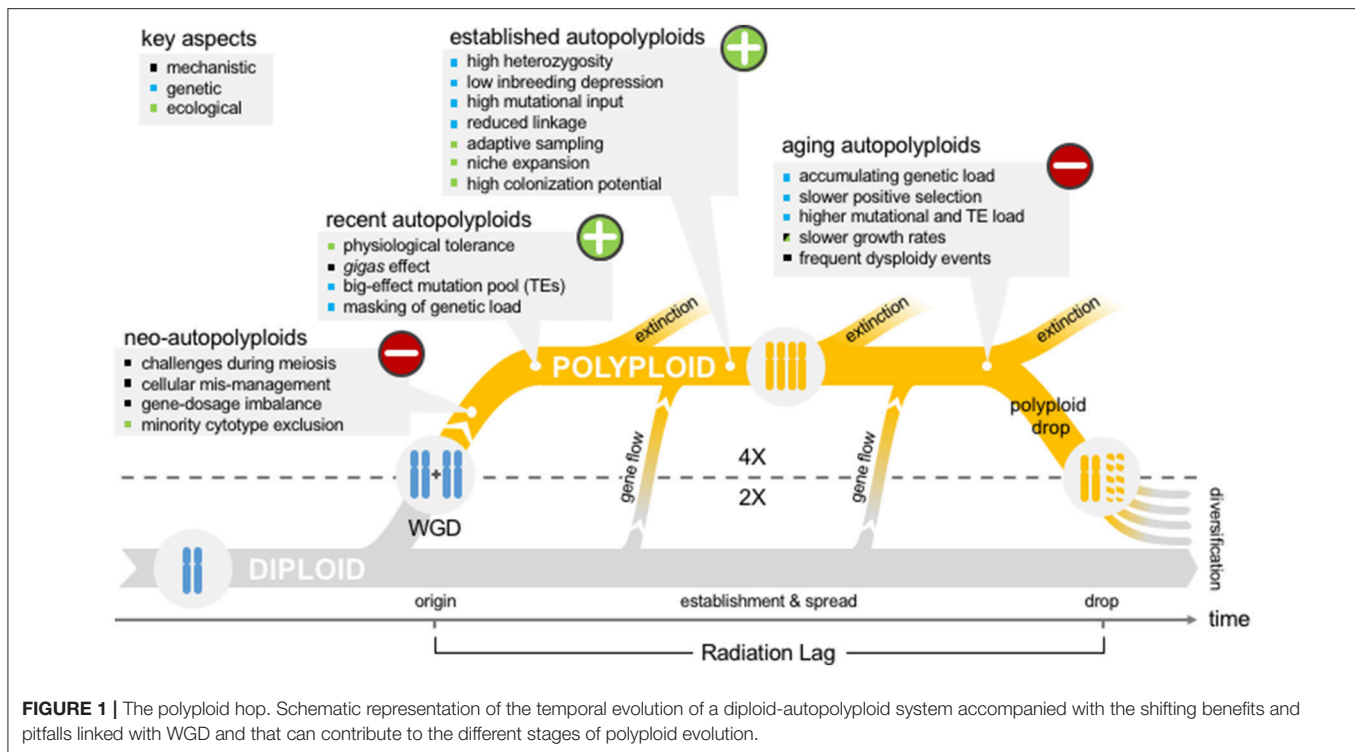 key aspects
mechanistic
genetic
ecological
established autopolyploids
high heterozygosity
low inbreeding depression
high mutational input
reduced linkage
adaptive sampling
niche expansion
high colonization potential
aging autopolyploids
accumulating genetic load
slower positive selection
higher mutational and TE load
slower growth rates
frequent dysploidy events
recent autopolyploids
physiological tolerance
gigas effect
big-effect mutation pool (TEs)
masking of genetic load
neo-autopolyploids
challenges during meiosis
cellular mis-management
gene-dosage imbalance
minority cytotype exclusion
extinction
extinction
extinction
POLYPLOID
polyploid
drop
gene flow
gene flow
4X
2X
+
WGD
DIPLOID
diversification
origin
establishment & spread
drop
time
Radiation Lag
FIGURE 1 | The polyploid hop. Schematic representation of the temporal evolution of a diploid-autopolyploid system accompanied with the shifting benefits and
pitfalls linked with WGD and that can contribute to the different stages of polyploid evolution.